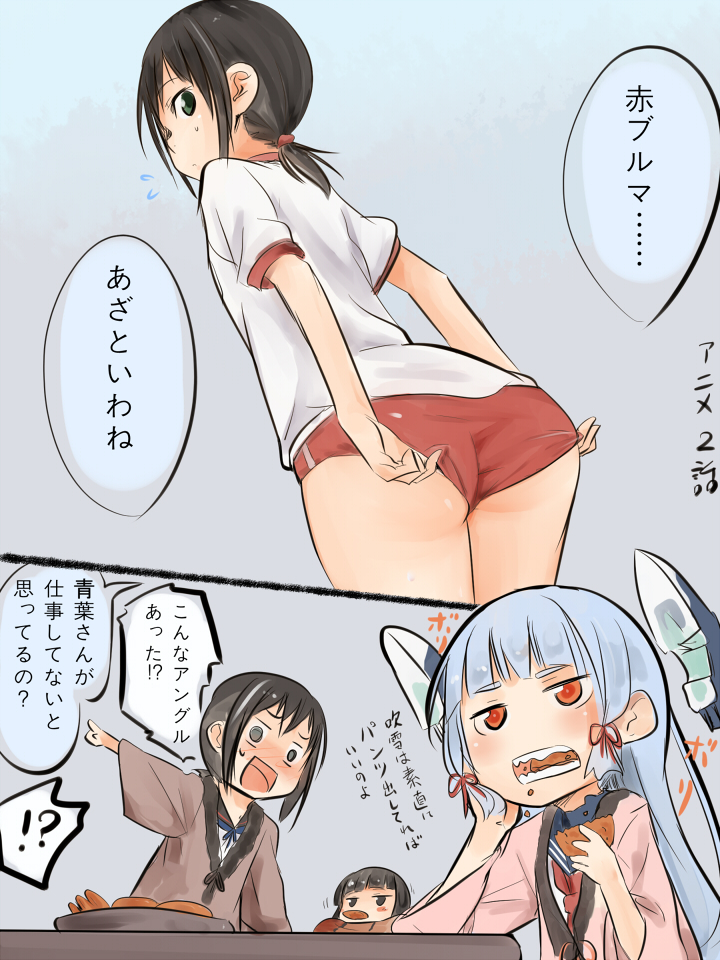 赤ブルマ……
あざといわね
アニメ2話
こんなアングル
あった!?
青葉さんが
仕事してないと
思ってるの?
!?
吹雪は素直に
パンツ出してれば
いいのよ
ボリ
ボリ